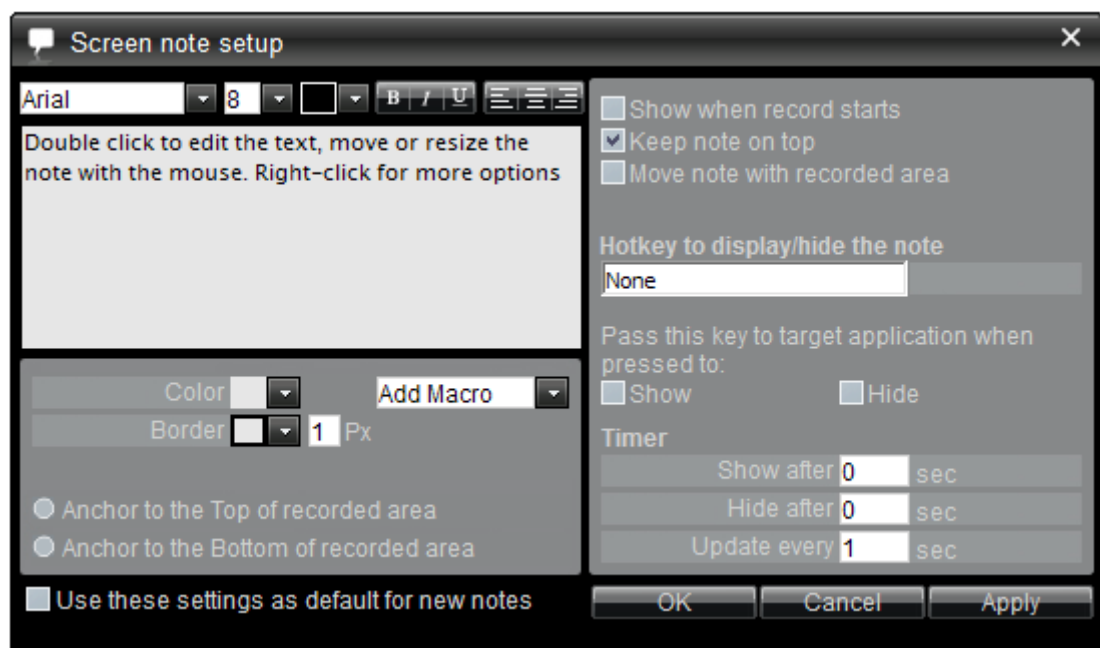 Screen note setup
Arial
8
B I U
Double click to edit the text, move or resize the
note with the mouse. Right-click for more options
Color
Add Macro
Border
1 Px
Anchor to the Top of recorded area
Anchor to the Bottom of recorded area
Use these settings as default for new notes
Show when record starts
Keep note on top
Move note with recorded area
Hotkey to display/hide the note
None
Pass this key to target application when
pressed to:
Show
Hide
Timer
Show after 0 sec
Hide after 0 sec
Update every 1 sec
OK
Cancel
Apply